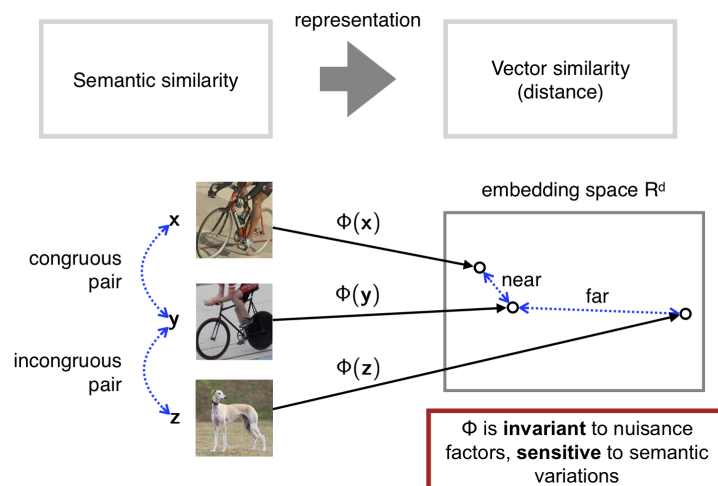 representation
Semantic similarity
Vector similarity
(distance)
embedding space R^d
x
Φ(x)
near
far
congruous
pair
y
Φ(y)
incongruous
pair
z
Φ(z)
Φ is invariant to nuisance
factors, sensitive to semantic
variations